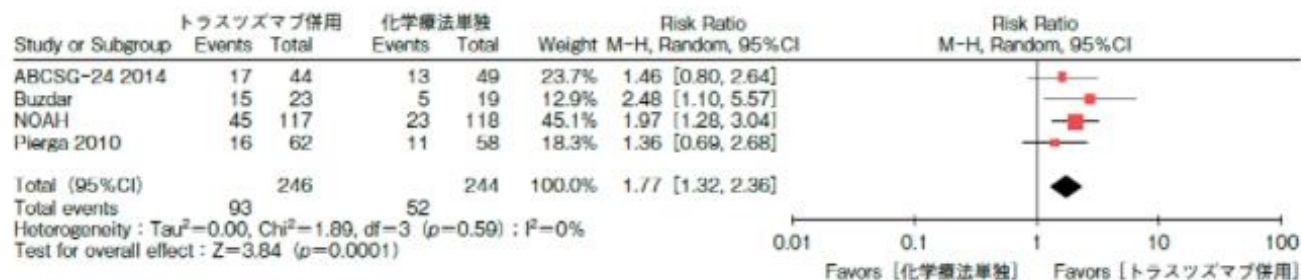 トラスツズマブ併用 化学療法単独 Risk Ratio Risk Ratio
Study or Subgroup Events Total Events Total Weight M-H, Random, 95%CI M-H, Random, 95%CI
ABCSG-24 2014 17 44 13 49 23.7% 1.46 [0.80, 2.64]
Buzdar 15 23 5 19 12.9% 2.48 [1.10, 5.57]
NOAH 45 117 23 118 45.1% 1.97 [1.28, 3.04]
Pierga 2010 16 62 11 58 18.3% 1.36 [0.69, 2.68]
Total (95%CI) 246 244 100.0% 1.77 [1.32, 2.36]
Total events 93 52
Heterogeneity：Tau²=0.00, Chi²=1.89, df=3 (p=0.59)；I²=0%
Test for overall effect：Z=3.84 (p=0.0001)
0.01 0.1 1 10 100
Favors [化学療法単独] Favors [トラスツズマブ併用]